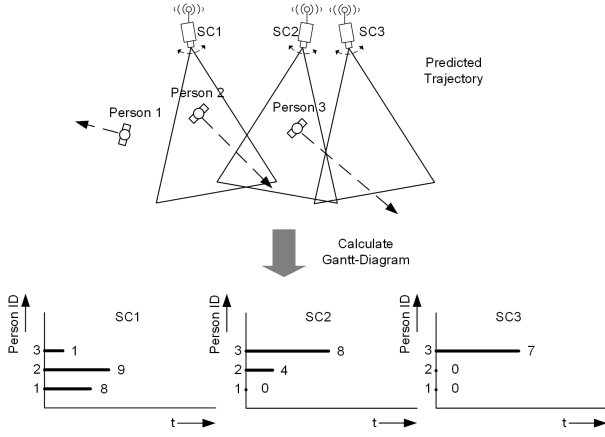 SC1
SC2
SC3
Predicted
Trajectory
Person 2
Person 1
Person 3
Calculate
Gantt-Diagram
Person ID
SC1
3
1
2
9
1
8
t
Person ID
SC2
3
8
2
4
1
0
t
Person ID
SC3
3
7
2
0
1
0
t